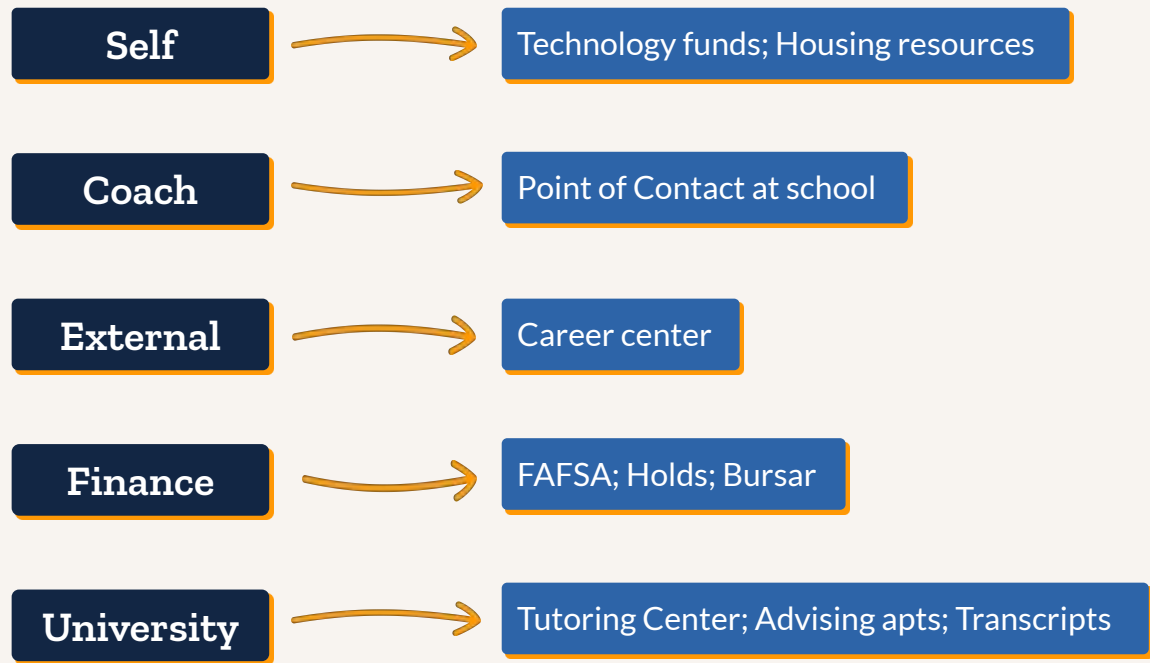 Self
Technology funds; Housing resources
Coach
Point of Contact at school
External
Career center
Finance
FAFSA; Holds; Bursar
University
Tutoring Center; Advising apts; Transcripts